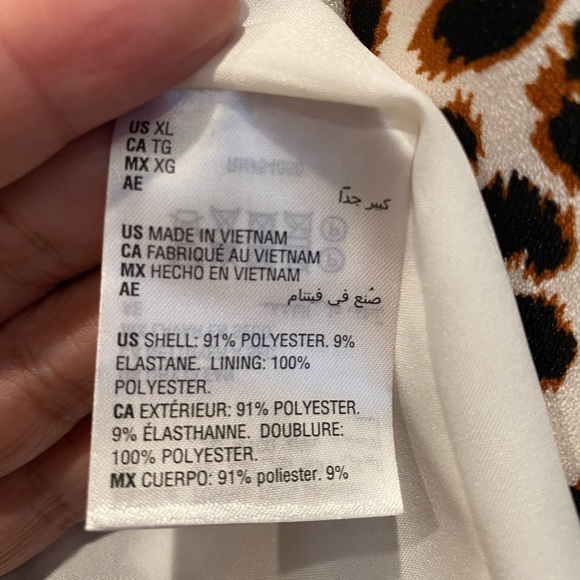 US XL
CA TG
MX XG
AE
كبير جدًا
US MADE IN VIETNAM
CA FABRIQUÉ AU VIETNAM
MX HECHO EN VIETNAM
AE
صُنع في فيتنام
US SHELL: 91% POLYESTER. 9%
ELASTANE. LINING: 100%
POLYESTER.
CA EXTÉRIEUR: 91% POLYESTER.
9% ÉLASTHANNE. DOUBLURE:
100% POLYESTER.
MX CUERPO: 91% poliester. 9%